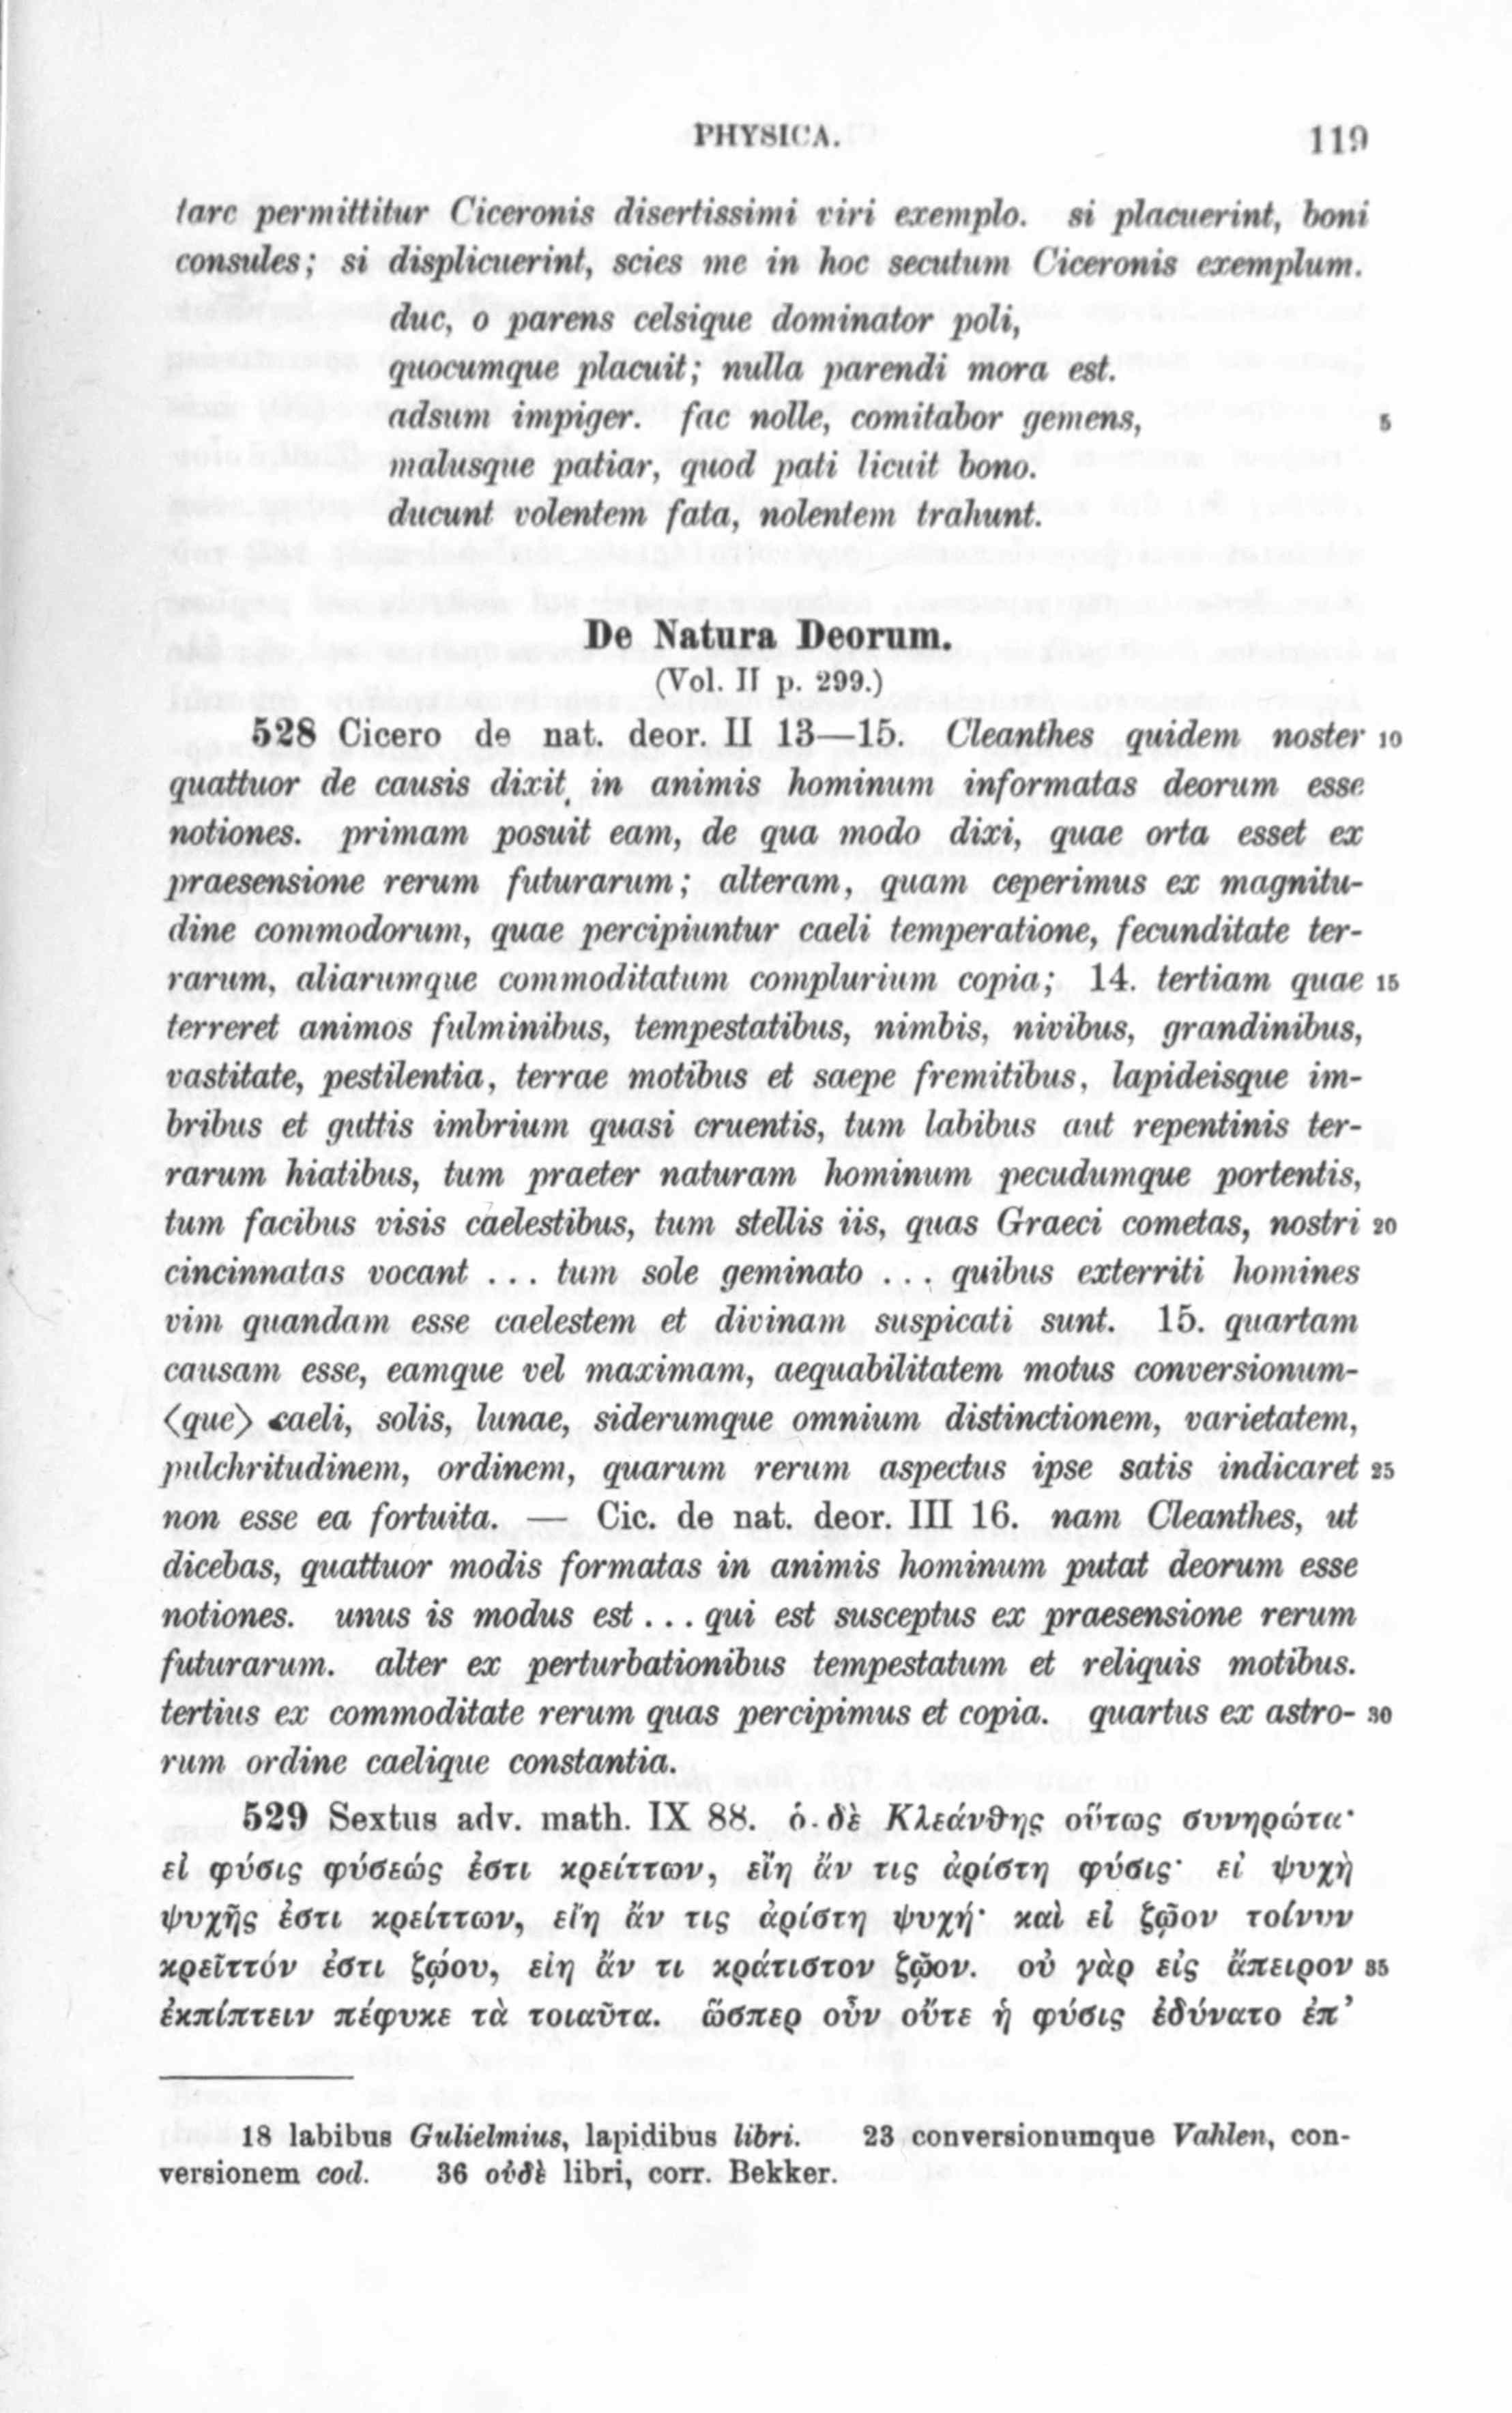 PHYSICA. 119
tare permittitur Ciceronis disertissimi viri exemplo. si placuerint, boni
consules; si displicuerint, scies me in hoc secutum Ciceronis exemplum.
duc, o parens celsique dominator poli,
quocumque placuit; nulla parendi mora est.
adsum impiger. fac nolle, comitabor gemens, 5
malusque patiar, quod pati licuit bono.
ducunt volentem fata, nolentem trahunt.
De Natura Deorum.
(Vol. II p. 299.)
528 Cicero de nat. deor. II 13—15. Cleanthes quidem noster 10
quattuor de causis dixit in animis hominum informatas deorum esse
notiones. primam posuit eam, de qua modo dixi, quae orta esset ex
praesensione rerum futurarum; alteram, quam ceperimus ex magnitu-
dine commodorum, quae percipiuntur caeli temperatione, fecunditate ter-
rarum, aliarumque commoditatum complurium copia; 14. tertiam quae 15
terreret animos fulminibus, tempestatibus, nimbis, nivibus, grandinibus,
vastitate, pestilentia, terrae motibus et saepe fremitibus, lapideisque im-
bribus et guttis imbrium quasi cruentis, tum labibus aut repentinis ter-
rarum hiatibus, tum praeter naturam hominum pecudumque portentis,
tum facibus visis caelestibus, tum stellis iis, quas Graeci cometas, nostri 20
cincinnatas vocant ... tum sole geminato ... quibus exterriti homines
vim quandam esse caelestem et divinam suspicati sunt. 15. quartam
causam esse, eamque vel maximam, aequabilitatem motus conversionum-
⟨que⟩ caeli, solis, lunae, siderumque omnium distinctionem, varietatem,
pulchritudinem, ordinem, quarum rerum aspectus ipse satis indicaret 25
non esse ea fortuita. — Cic. de nat. deor. III 16. nam Cleanthes, ut
dicebas, quattuor modis formatas in animis hominum putat deorum esse
notiones. unus is modus est ... qui est susceptus ex praesensione rerum
futurarum. alter ex perturbationibus tempestatum et reliquis motibus.
tertius ex commoditate rerum quas percipimus et copia. quartus ex astro- 30
rum ordine caelique constantia.
529 Sextus adv. math. IX 88. ὁ δὲ Κλεάνθης οὕτως συνηρώτα·
εἰ φύσις φύσεώς ἐστι κρείττων, εἴη ἄν τις ἀρίστη φύσις· εἰ ψυχὴ
ψυχῆς ἐστι κρείττων, εἴη ἄν τις ἀρίστη ψυχή· καὶ εἰ ζῷον τοίνυν
κρεῖττόν ἐστι ζῴου, εἴη ἄν τι κράτιστον ζῷον. οὐ γὰρ εἰς ἄπειρον 35
ἐκπίπτειν πέφυκε τὰ τοιαῦτα. ὥσπερ οὖν οὔτε ἡ φύσις ἐδύνατο ἐπ’
18 labibus Gulielmius, lapidibus libri. 23 conversionumque Vahlen, con-
versionem cod. 36 οὐδὲ libri, corr. Bekker.